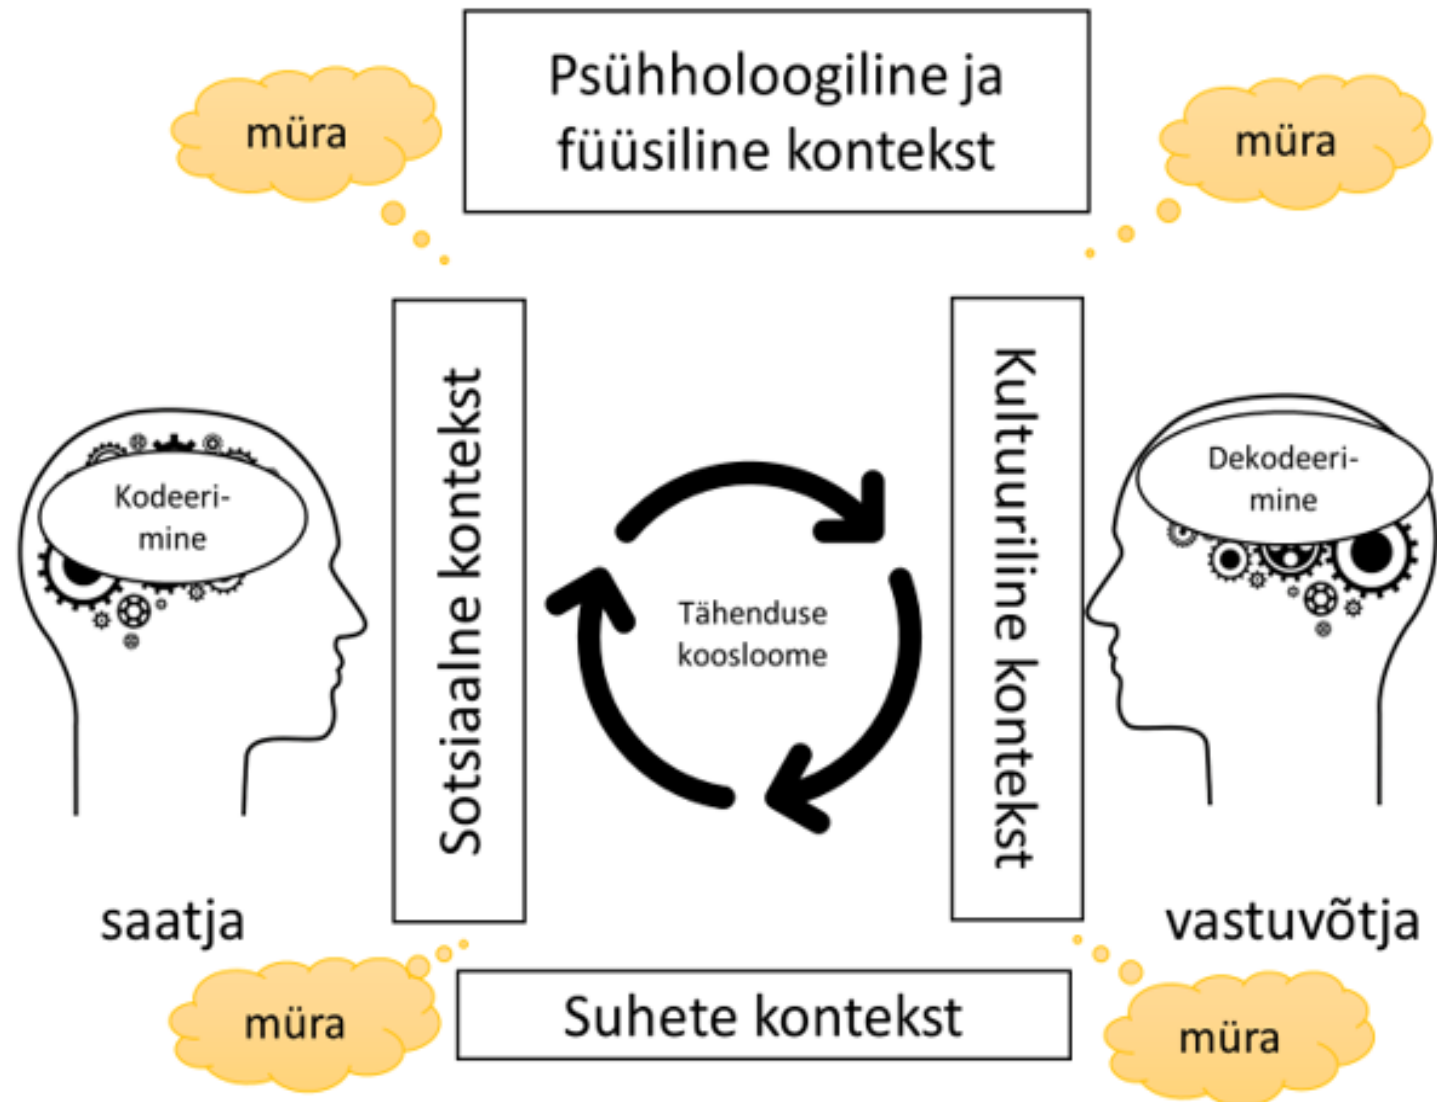 Psühholoogiline ja
füüsiline kontekst
müra
müra
Sotsiaalne kontekst
Kultuuriline kontekst
Kodeeri-
mine
Dekodeeri-
mine
Tähenduse
koosloome
saatja
vastuvõtja
müra
Suhete kontekst
müra